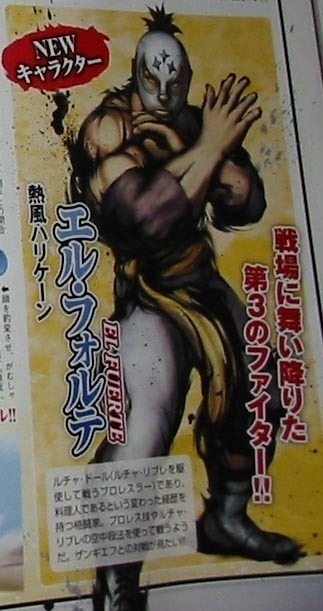 NEW
キャラクター
熱風ハリケーン
エル・フォルテ
EL FUERTE
戦場に舞い降りた
第3のファイター!!
ルチャ・ドール(ルチャ・リブレを駆
使して戦うプロレスラー)であり、
料理人であるという変わった経歴を
持つ格闘家。プロレス技やルチャ・
リブレの空中殺法を使って戦うよう
だ。ザンギエフとの対戦が見たい!!!